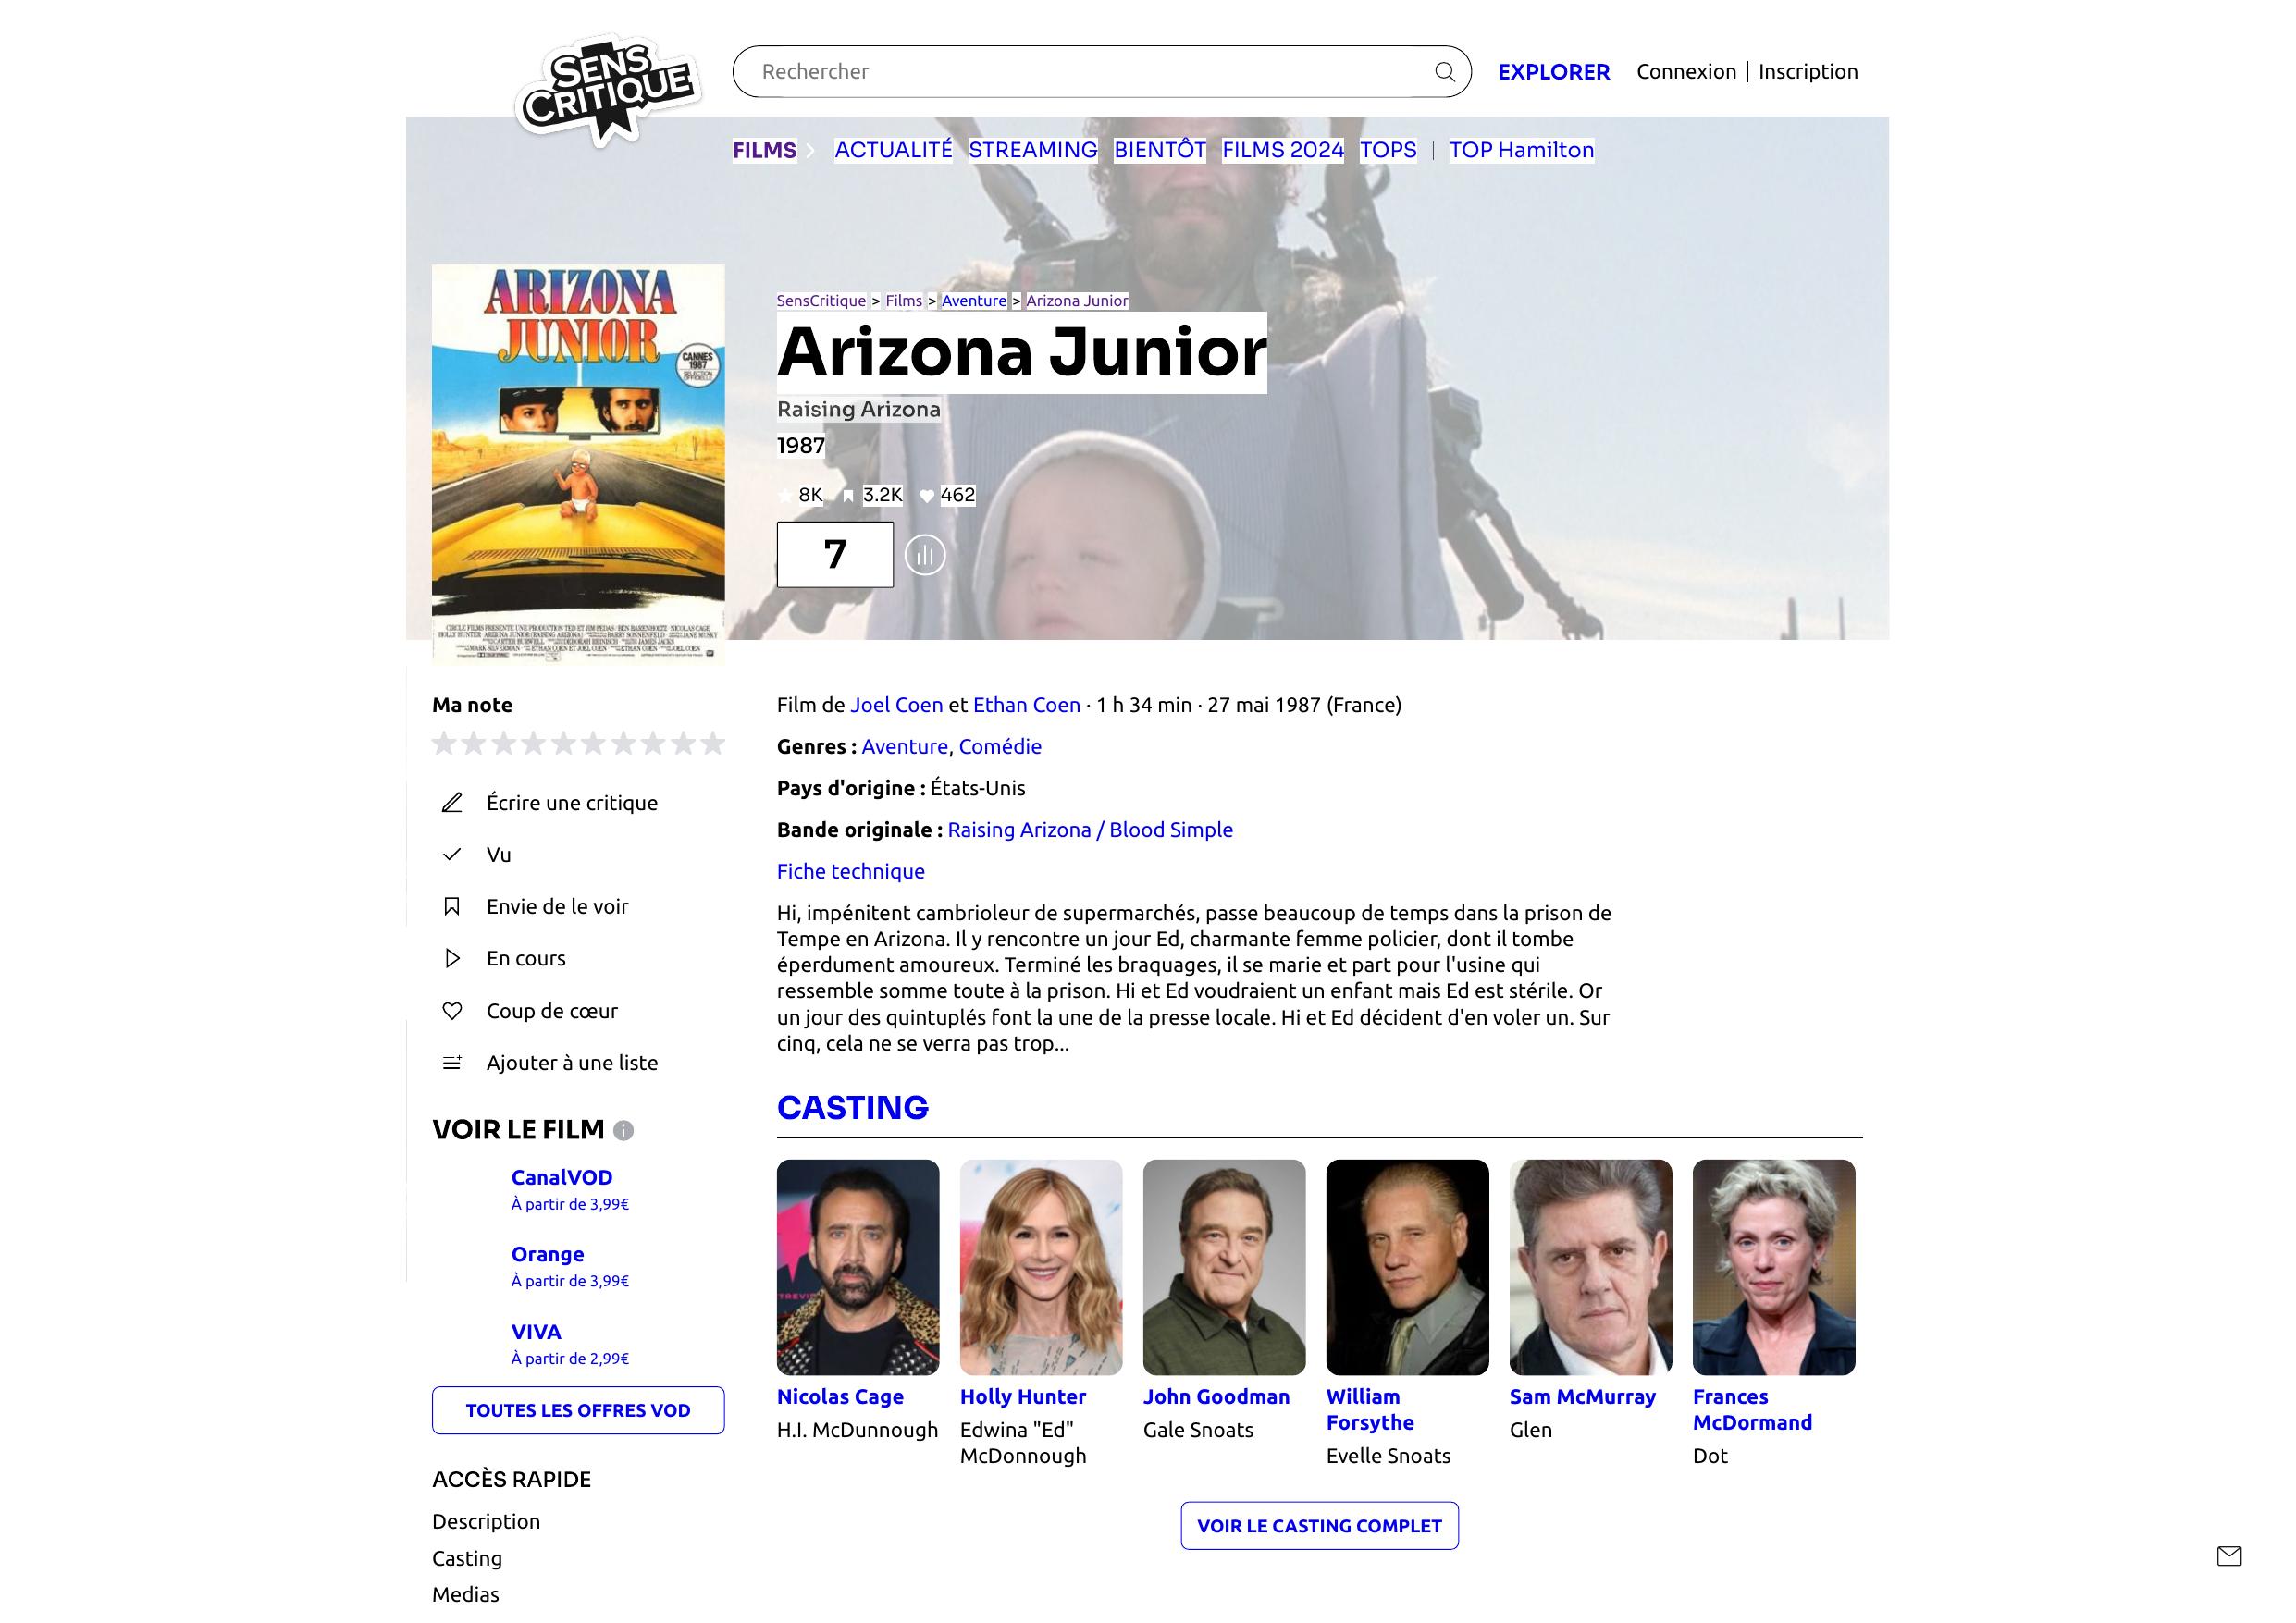 SENS
CRITIQUE
Rechercher
EXPLORER
Connexion | Inscription
FILMS
ACTUALITÉ
STREAMING
BIENTÔT
FILMS 2024
TOPS
|
TOP Hamilton
ARIZONA
JUNIOR
CANNES
1987
SensCritique > Films > Aventure > Arizona Junior
Arizona Junior
Raising Arizona
1987
8K
3.2K
462
7
Ma note
Écrire une critique
Vu
Envie de le voir
En cours
Coup de cœur
Ajouter à une liste
VOIR LE FILM
CanalVOD
À partir de 3,99€
Orange
À partir de 3,99€
VIVA
À partir de 2,99€
TOUTES LES OFFRES VOD
ACCÈS RAPIDE
Description
Casting
Medias
Film de Joel Coen et Ethan Coen · 1 h 34 min · 27 mai 1987 (France)
Genres : Aventure, Comédie
Pays d'origine : États-Unis
Bande originale : Raising Arizona / Blood Simple
Fiche technique
Hi, impénitent cambrioleur de supermarchés, passe beaucoup de temps dans la prison de
Tempe en Arizona. Il y rencontre un jour Ed, charmante femme policier, dont il tombe
éperdument amoureux. Terminé les braquages, il se marie et part pour l'usine qui
ressemble somme toute à la prison. Hi et Ed voudraient un enfant mais Ed est stérile. Or
un jour des quintuplés font la une de la presse locale. Hi et Ed décident d'en voler un. Sur
cinq, cela ne se verra pas trop...
CASTING
Nicolas Cage
H.I. McDunnough
Holly Hunter
Edwina "Ed"
McDonnough
John Goodman
Gale Snoats
William
Forsythe
Evelle Snoats
Sam McMurray
Glen
Frances
McDormand
Dot
VOIR LE CASTING COMPLET